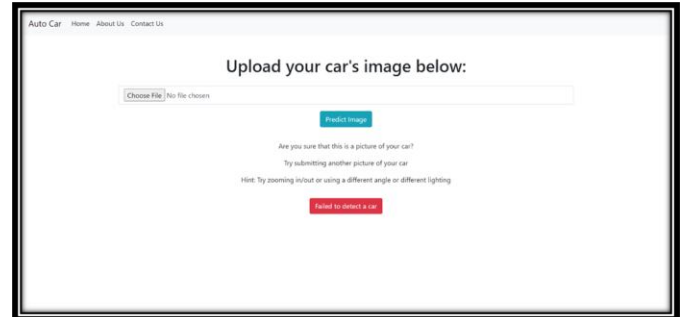 Auto Car Home About Us Contact Us
Upload your car's image below:
Choose File No file chosen
Predict Image
Are you sure that this is a picture of your car?
Try submitting another picture of your car
Hint: Try zooming in/out or using a different angle or different lighting
Failed to detect a car